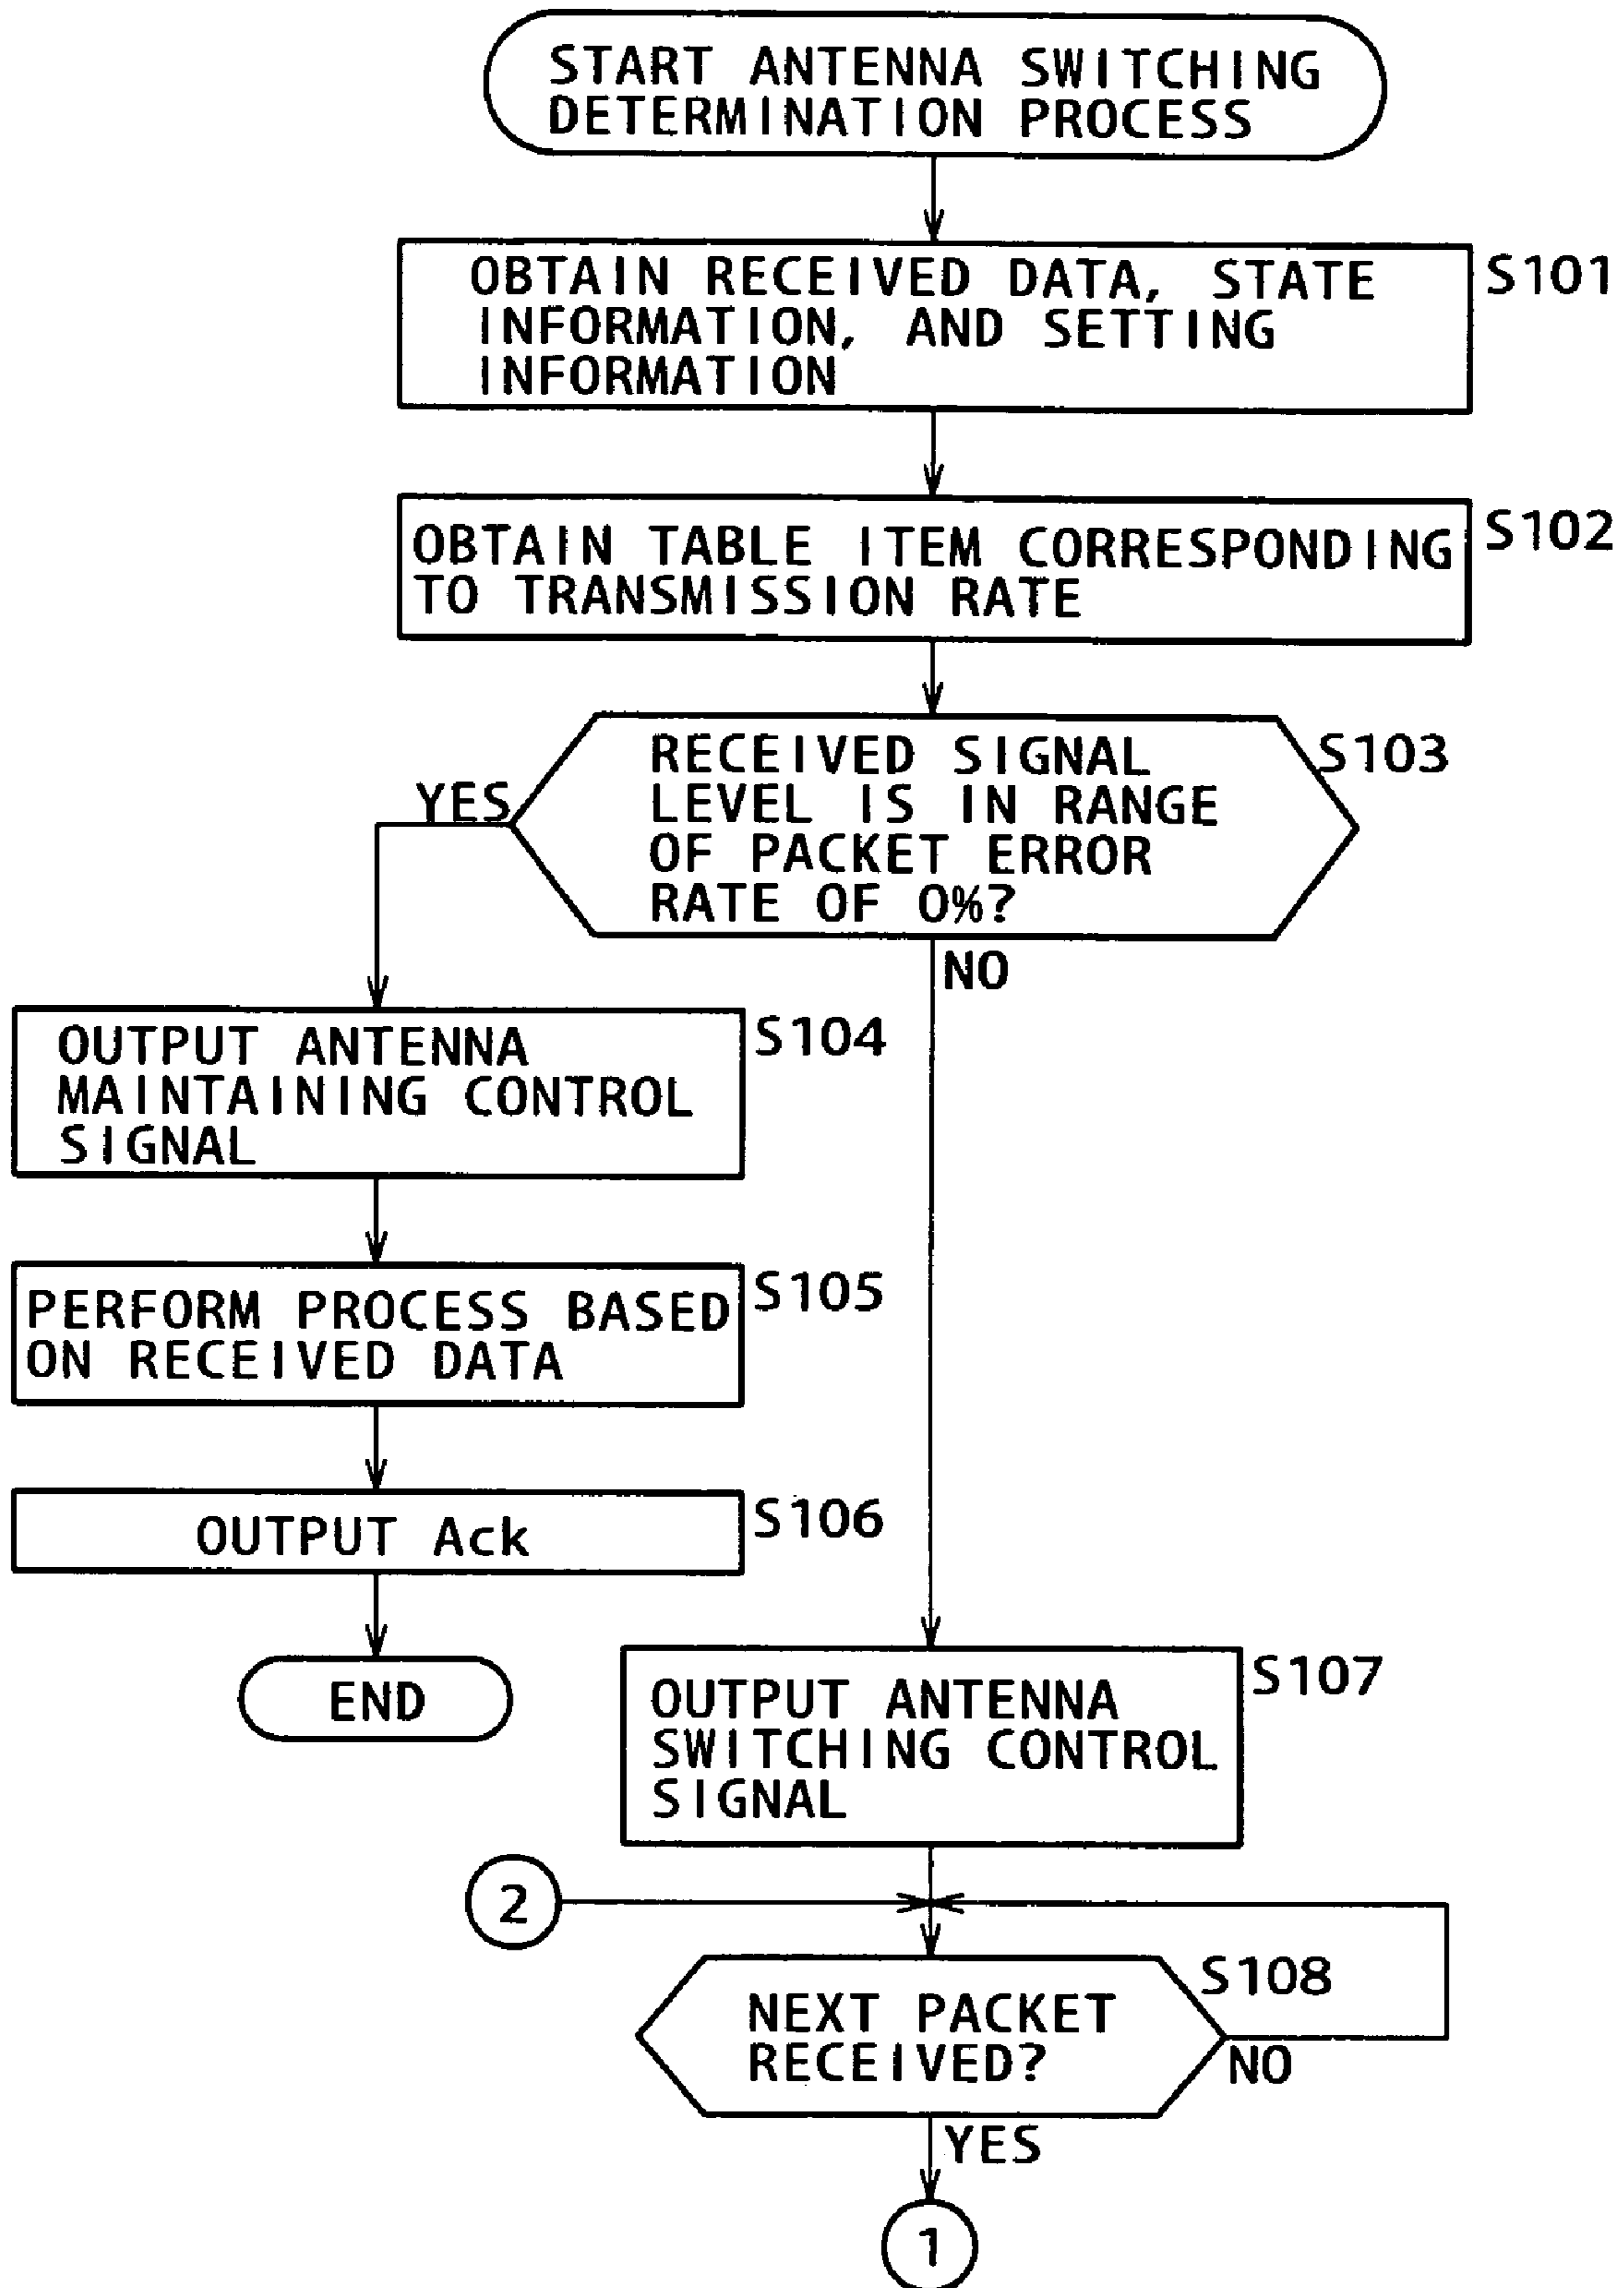 START ANTENNA SWITCHING
DETERMINATION PROCESS
OBTAIN RECEIVED DATA, STATE
INFORMATION, AND SETTING
INFORMATION
S101
OBTAIN TABLE ITEM CORRESPONDING
TO TRANSMISSION RATE
S102
RECEIVED SIGNAL
LEVEL IS IN RANGE
OF PACKET ERROR
RATE OF 0%?
S103
YES
NO
OUTPUT ANTENNA
MAINTAINING CONTROL
SIGNAL
S104
PERFORM PROCESS BASED
ON RECEIVED DATA
S105
OUTPUT Ack
S106
END
OUTPUT ANTENNA
SWITCHING CONTROL
SIGNAL
S107
2
NEXT PACKET
RECEIVED?
S108
NO
YES
1